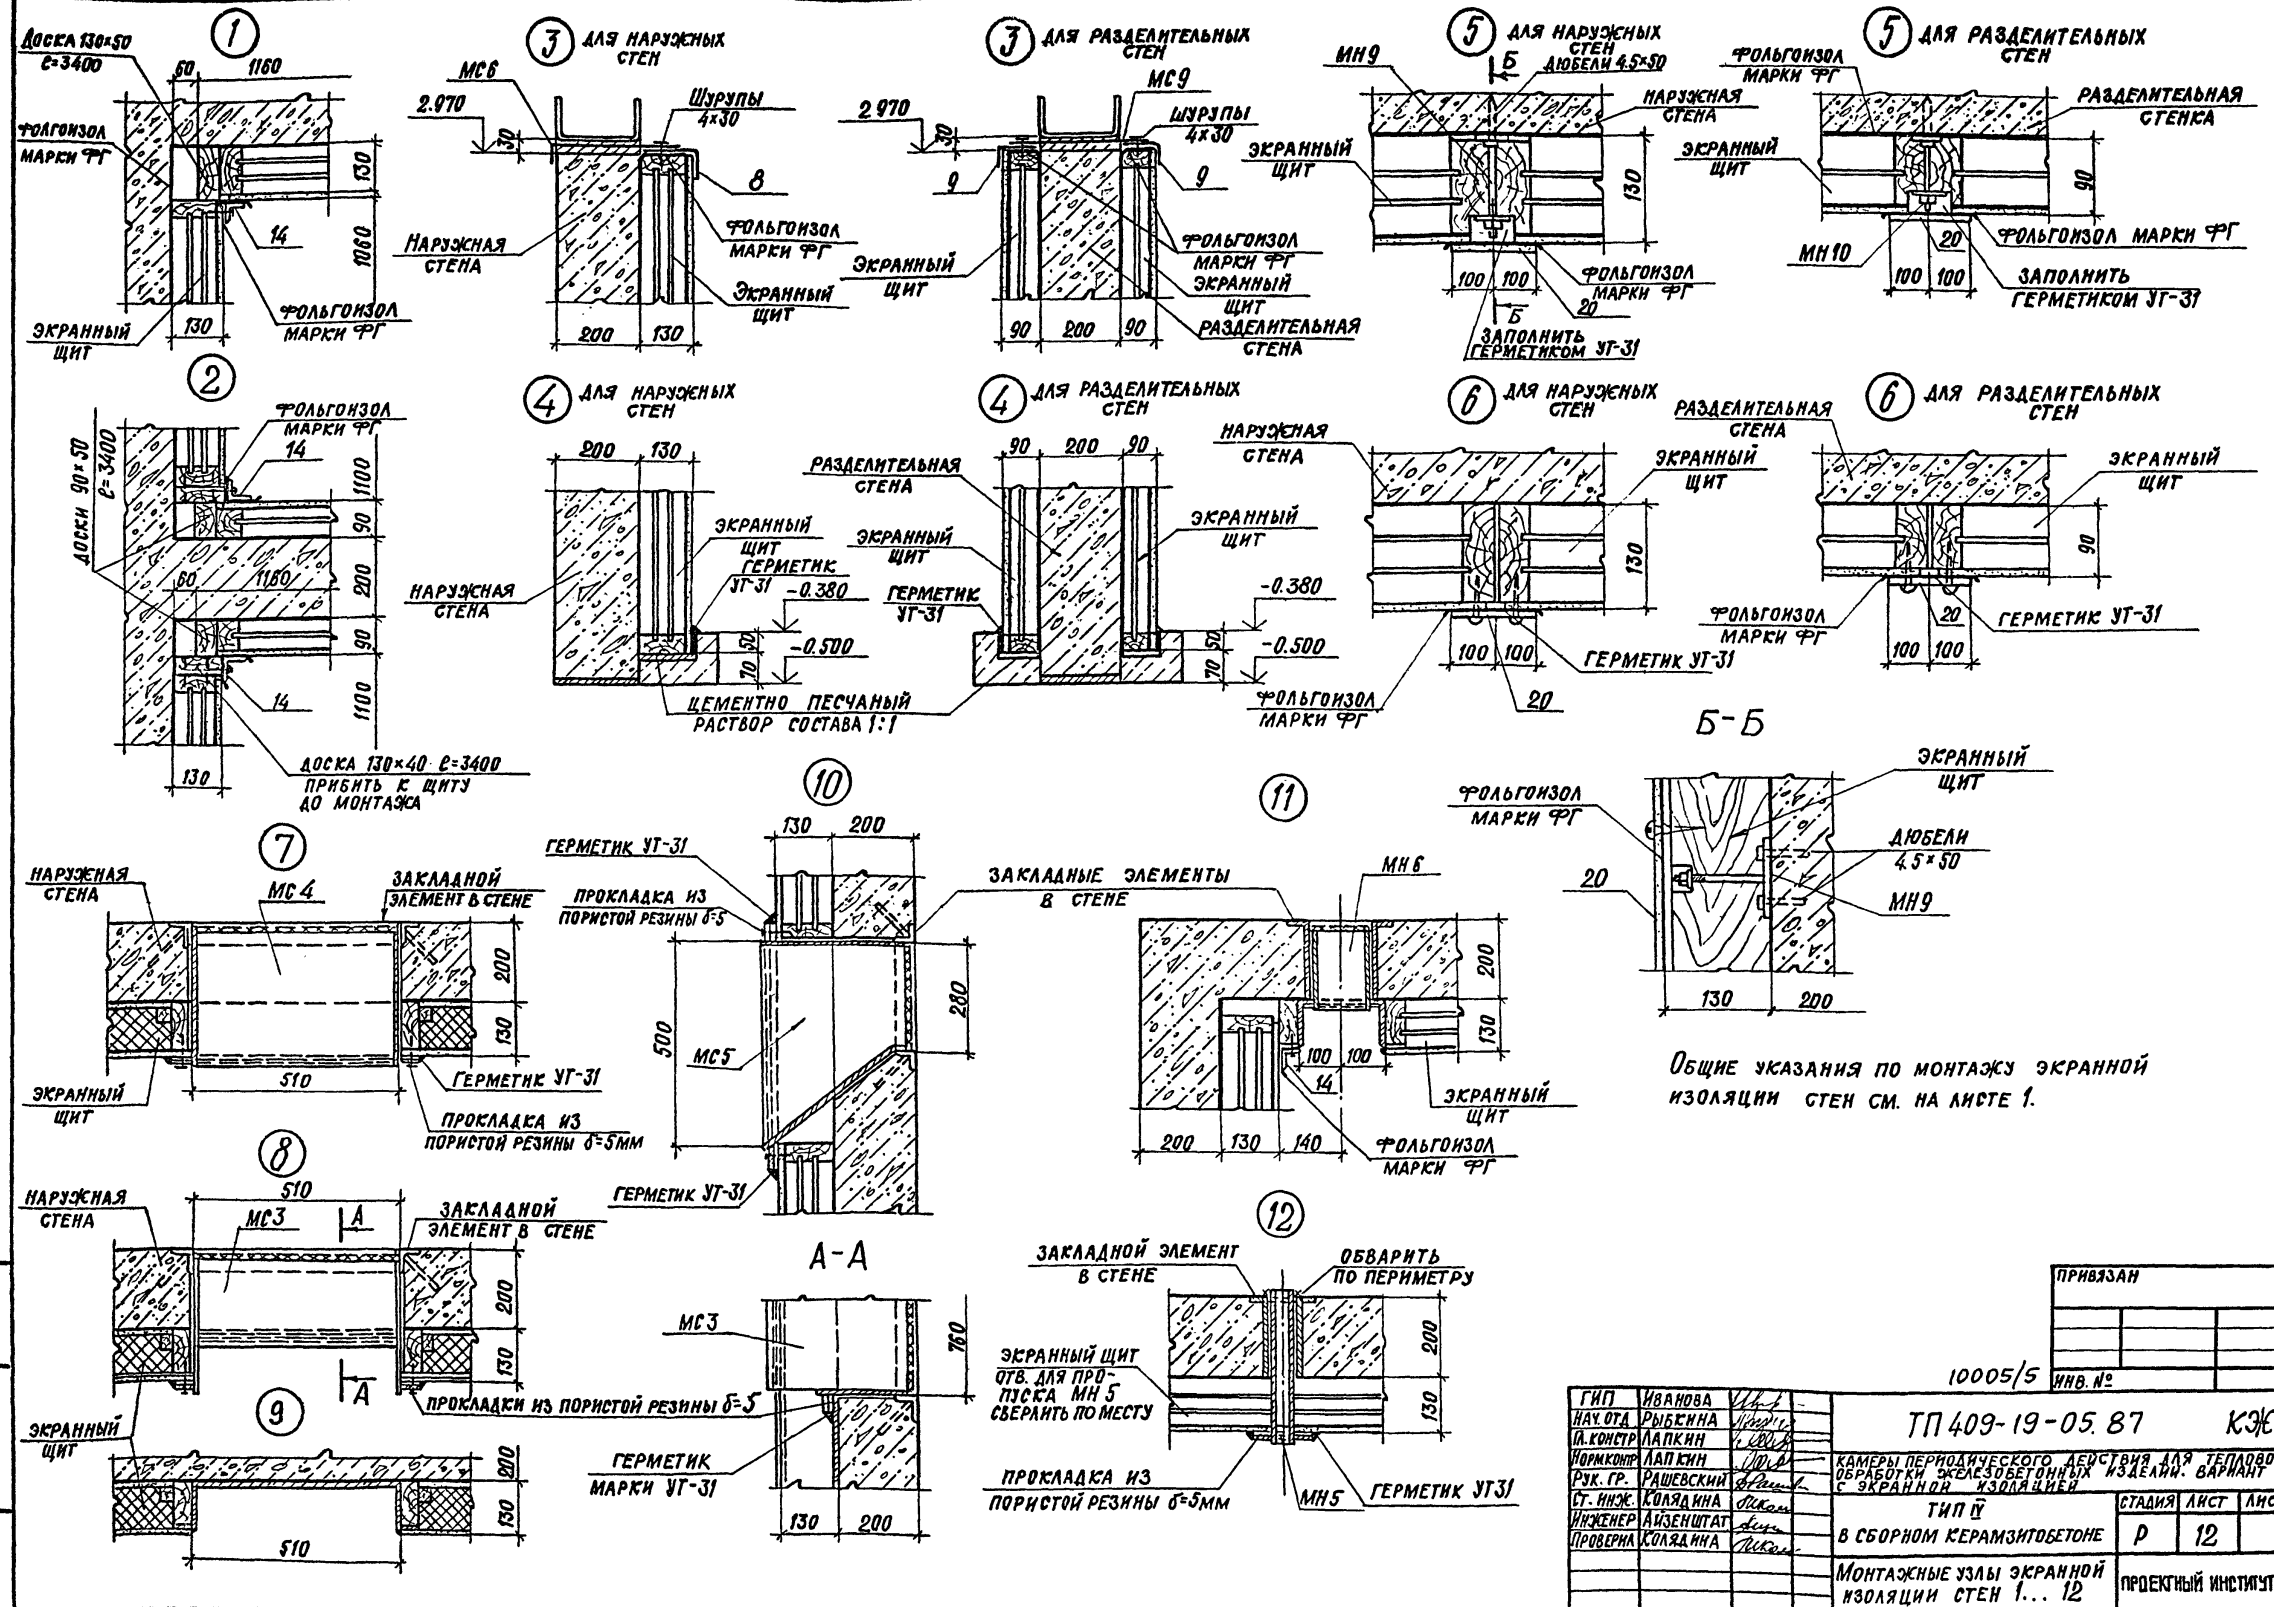 1
ДОСКА 130×50
ℓ=3400
60
1160
ФОЛЬГОИЗОЛ
МАРКИ ФГ
130
1060
14
ФОЛЬГОИЗОЛ
МАРКИ ФГ
ЭКРАННЫЙ
ЩИТ
130
3
ДЛЯ НАРУЖНЫХ
СТЕН
МС6
2.970
30
ШУРУПЫ
4×30
8
ФОЛЬГОИЗОЛ
МАРКИ ФГ
НАРУЖНАЯ
СТЕНА
ЭКРАННЫЙ
ЩИТ
200
130
3
ДЛЯ РАЗДЕЛИТЕЛЬНЫХ
СТЕН
МС9
2.970
30
ШУРУПЫ
4×30
9
9
ФОЛЬГОИЗОЛ
МАРКИ ФГ
ЭКРАННЫЙ
ЩИТ
ЭКРАННЫЙ
ЩИТ
РАЗДЕЛИТЕЛЬНАЯ
СТЕНА
90
200
90
5
ДЛЯ НАРУЖНЫХ
СТЕН
ДЮБЕЛИ 4.5×50
Б
МН9
НАРУЖНАЯ
СТЕНА
ЭКРАННЫЙ
ЩИТ
130
100
100
ФОЛЬГОИЗОЛ
МАРКИ ФГ
20
Б
ЗАПОЛНИТЬ
ГЕРМЕТИКОМ УТ-31
5
ДЛЯ РАЗДЕЛИТЕЛЬНЫХ
СТЕН
ФОЛЬГОИЗОЛ
МАРКИ ФГ
РАЗДЕЛИТЕЛЬНАЯ
СТЕНКА
ЭКРАННЫЙ
ЩИТ
90
МН10
20
ФОЛЬГОИЗОЛ МАРКИ ФГ
100
100
ЗАПОЛНИТЬ
ГЕРМЕТИКОМ УТ-31
2
ДОСКИ 90×50
ℓ=3400
ФОЛЬГОИЗОЛ
МАРКИ ФГ
14
1100
90
60
1160
200
90
14
1100
130
ДОСКА 130×40 ℓ=3400
ПРИБИТЬ К ЩИТУ
ДО МОНТАЖА
4
ДЛЯ НАРУЖНЫХ
СТЕН
200
130
ЭКРАННЫЙ
ЩИТ
ГЕРМЕТИК
УТ-31
-0.380
НАРУЖНАЯ
СТЕНА
50
-0.500
70
ЦЕМЕНТНО ПЕСЧАНЫЙ
РАСТВОР СОСТАВА 1:1
4
ДЛЯ РАЗДЕЛИТЕЛЬНЫХ
СТЕН
90
200
90
РАЗДЕЛИТЕЛЬНАЯ
СТЕНА
ЭКРАННЫЙ
ЩИТ
ЭКРАННЫЙ
ЩИТ
ГЕРМЕТИК
УТ-31
-0.380
50
-0.500
70
6
ДЛЯ НАРУЖНЫХ
СТЕН
НАРУЖНАЯ
СТЕНА
ЭКРАННЫЙ
ЩИТ
130
100
100
ГЕРМЕТИК УТ-31
ФОЛЬГОИЗОЛ
МАРКИ ФГ
20
6
ДЛЯ РАЗДЕЛИТЕЛЬНЫХ
СТЕН
РАЗДЕЛИТЕЛЬНАЯ
СТЕНА
ЭКРАННЫЙ
ЩИТ
90
ФОЛЬГОИЗОЛ
МАРКИ ФГ
20
ГЕРМЕТИК УТ-31
100
100
7
НАРУЖНАЯ
СТЕНА
МС4
ЗАКЛАДНОЙ
ЭЛЕМЕНТ В СТЕНЕ
200
130
510
ГЕРМЕТИК УТ-31
ЭКРАННЫЙ
ЩИТ
ПРОКЛАДКА ИЗ
ПОРИСТОЙ РЕЗИНЫ δ=5ММ
10
130
200
ГЕРМЕТИК УТ-31
ПРОКЛАДКА ИЗ
ПОРИСТОЙ РЕЗИНЫ δ=5
500
МС5
280
ГЕРМЕТИК УТ-31
11
ЗАКЛАДНЫЕ ЭЛЕМЕНТЫ
В СТЕНЕ
МН6
200
130
100
100
14
ЭКРАННЫЙ
ЩИТ
200
130
140
ФОЛЬГОИЗОЛ
МАРКИ ФГ
Б-Б
ФОЛЬГОИЗОЛ
МАРКИ ФГ
ЭКРАННЫЙ
ЩИТ
ДЮБЕЛИ
4.5×50
20
МН9
130
200
ОБЩИЕ УКАЗАНИЯ ПО МОНТАЖУ ЭКРАННОЙ
ИЗОЛЯЦИИ СТЕН СМ. НА ЛИСТЕ 1.
8
НАРУЖНАЯ
СТЕНА
510
МС3
А
ЗАКЛАДНОЙ
ЭЛЕМЕНТ В СТЕНЕ
200
130
А
ПРОКЛАДКИ ИЗ ПОРИСТОЙ РЕЗИНЫ δ=5
9
ЭКРАННЫЙ
ЩИТ
200
130
510
А-А
МС3
760
ГЕРМЕТИК
МАРКИ УТ-31
130
200
12
ЗАКЛАДНОЙ ЭЛЕМЕНТ
В СТЕНЕ
ОБВАРИТЬ
ПО ПЕРИМЕТРУ
200
ЭКРАННЫЙ ЩИТ
ОТВ. ДЛЯ ПРО-
ПУСКА МН5
СВЕРЛИТЬ ПО МЕСТУ
130
ПРОКЛАДКА ИЗ
ПОРИСТОЙ РЕЗИНЫ δ=5ММ
МН5
ГЕРМЕТИК УТ31
ПРИВЯЗАН
10005/5
ИНВ. №
ГИП ИВАНОВА
НАЧ. ОТД РЫБКИНА
ГЛ. КОНСТР ЛАПКИН
НОРМКОНТР ЛАПКИН
РУК. ГР. РАШЕВСКИЙ
СТ. ИНЖ. КОЛЯДИНА
ИНЖЕНЕР АЙЗЕНШТАТ
ПРОВЕРИЛ КОЛЯДИНА
ТП 409-19-05.87 КЖ
КАМЕРЫ ПЕРИОДИЧЕСКОГО ДЕЙСТВИЯ ДЛЯ ТЕПЛОВО
ОБРАБОТКИ ЖЕЛЕЗОБЕТОННЫХ ИЗДЕЛИЙ. ВАРИАНТ
С ЭКРАННОЙ ИЗОЛЯЦИЕЙ
ТИП IV
В СБОРНОМ КЕРАМЗИТОБЕТОНЕ
СТАДИЯ ЛИСТ ЛИС
Р 12
МОНТАЖНЫЕ УЗЛЫ ЭКРАННОЙ
ИЗОЛЯЦИИ СТЕН 1... 12
ПРОЕКТНЫЙ ИНСТИТУТ